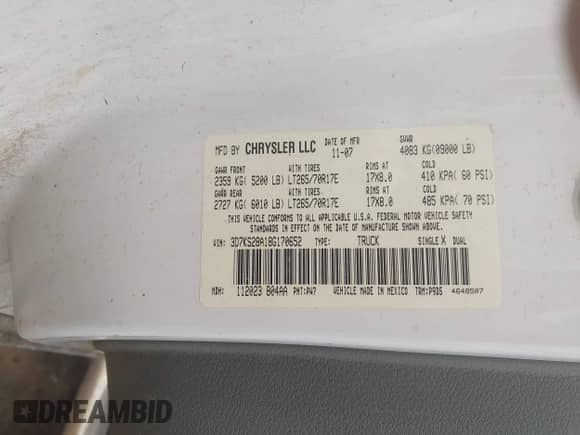 MFD BY CHRYSLER LLC DATE OF MFR 11-07 GVWR 4083 KG(09000 LB)
GAWR FRONT WITH TIRES RIMS AT COLD
2359 KG( 5200 LB) LT265/70R17E 17X8.0 410 KPA( 60 PSI)
GAWR REAR WITH TIRES RIMS AT COLD
2727 KG( 6010 LB) LT265/70R17E 17X8.0 485 KPA( 70 PSI)
THIS VEHICLE CONFORMS TO ALL APPLICABLE U.S.A. FEDERAL MOTOR VEHICLE SAFETY
STANDARDS IN EFFECT ON THE DATE OF MANUFACTURE SHOWN ABOVE.
VIN: 3D7KS28A18G170652 TYPE: TRUCK SINGLE X DUAL
MDH: 112023 B04AA PNT: PW7 VEHICLE MADE IN MEXICO TRM: P9D5 4648507
DREAMBID